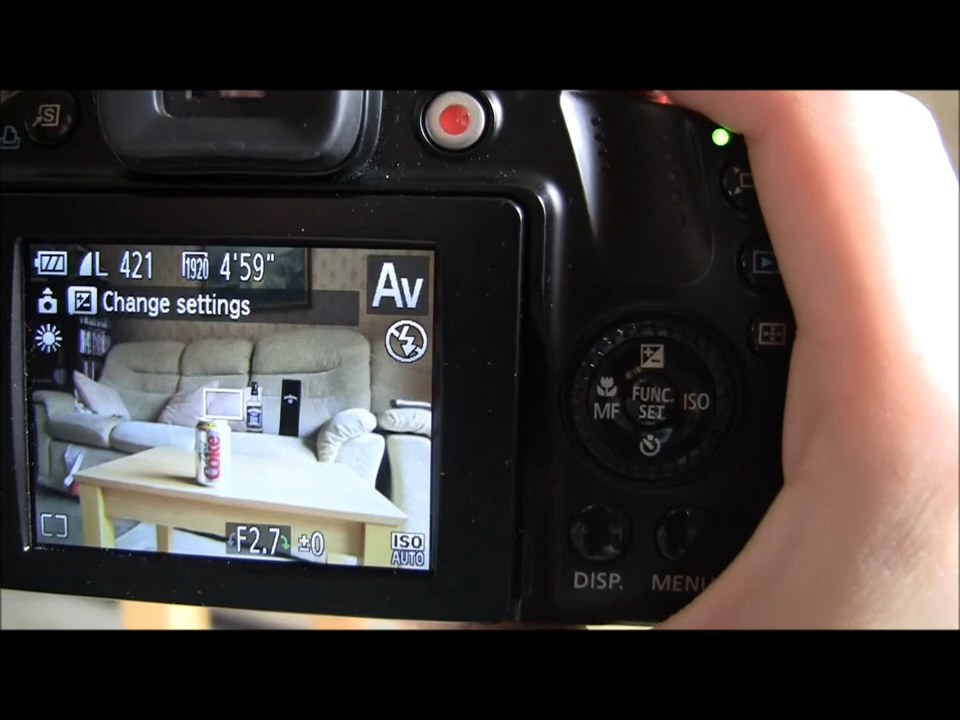 S
L 421 1920 4'59"
Av
Change settings
MF
FUNC.
SET
ISO
Coke
F2.7 ±0
ISO
AUTO
DISP.
MENU